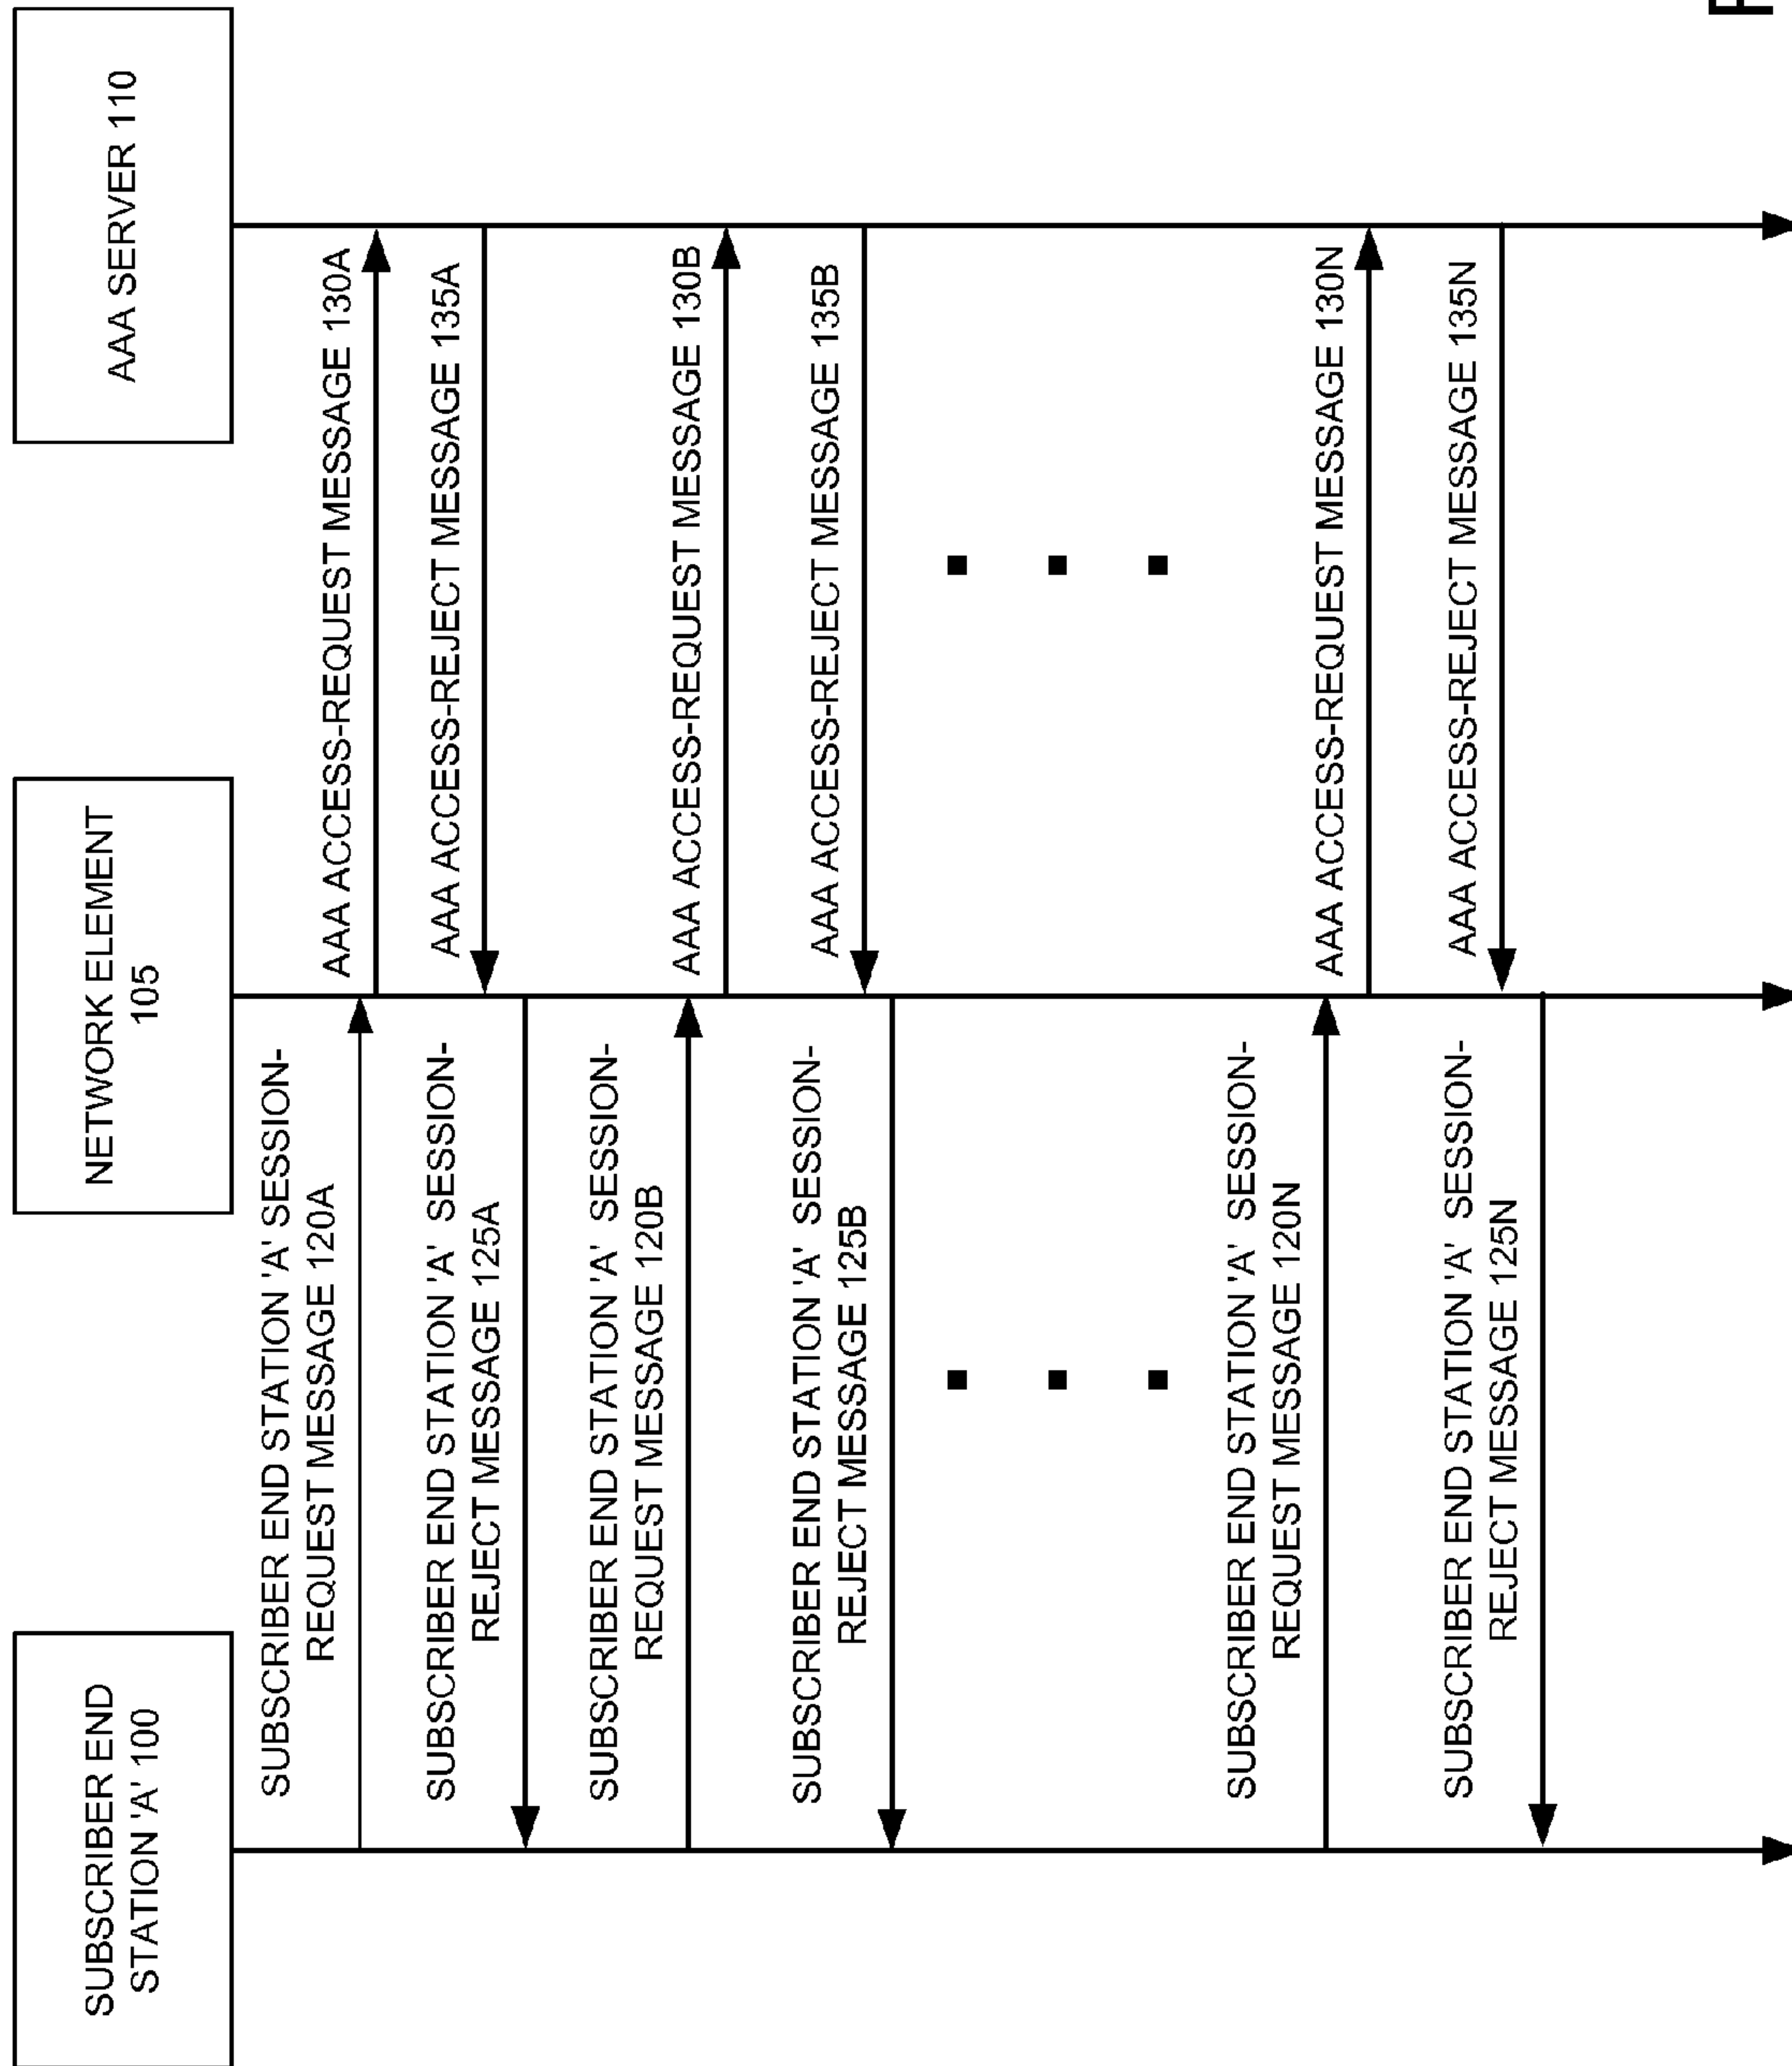 SUBSCRIBER END
STATION 'A' 100
NETWORK ELEMENT
105
AAA SERVER 110
SUBSCRIBER END STATION 'A' SESSION-
REQUEST MESSAGE 120A
AAA ACCESS-REQUEST MESSAGE 130A
AAA ACCESS-REJECT MESSAGE 135A
SUBSCRIBER END STATION 'A' SESSION-
REJECT MESSAGE 125A
SUBSCRIBER END STATION 'A' SESSION-
REQUEST MESSAGE 120B
AAA ACCESS-REQUEST MESSAGE 130B
AAA ACCESS-REJECT MESSAGE 135B
SUBSCRIBER END STATION 'A' SESSION-
REJECT MESSAGE 125B
SUBSCRIBER END STATION 'A' SESSION-
REQUEST MESSAGE 120N
AAA ACCESS-REQUEST MESSAGE 130N
AAA ACCESS-REJECT MESSAGE 135N
SUBSCRIBER END STATION 'A' SESSION-
REJECT MESSAGE 125N